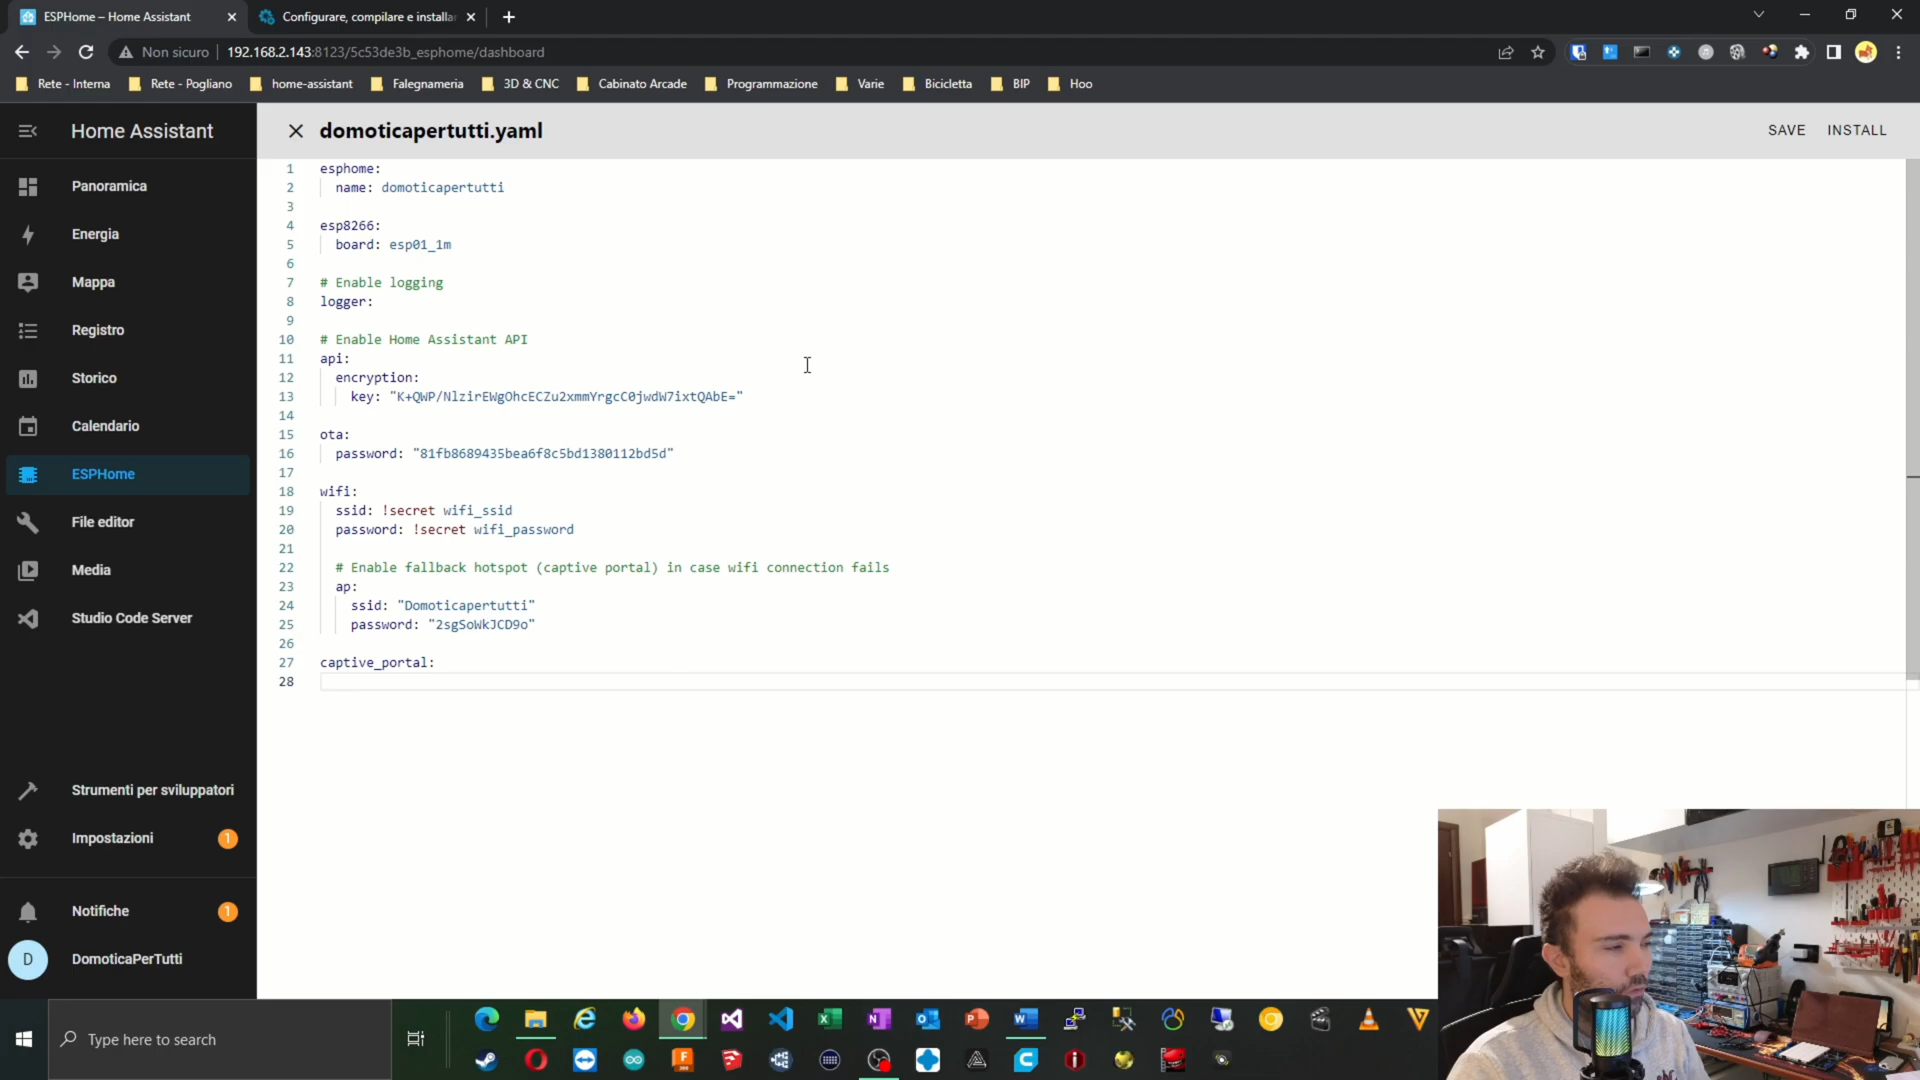 ESPHome – Home Assistant
Configurare, compilare e installa
Non sicuro
192.168.2.143:8123/5c53de3b_esphome/dashboard
Rete - Interna
Rete - Pogliano
home-assistant
Falegnameria
3D & CNC
Cabinato Arcade
Programmazione
Varie
Bicicletta
BIP
Hoo
Home Assistant
domoticapertutti.yaml
SAVE
INSTALL
Panoramica
Energia
Mappa
Registro
Storico
Calendario
ESPHome
File editor
Media
Studio Code Server
Strumenti per sviluppatori
Impostazioni 1
Notifiche 1
D DomoticaPerTutti
1 esphome:
2 name: domoticapertutti
3
4 esp8266:
5 board: esp01_1m
6
7 # Enable logging
8 logger:
9
10 # Enable Home Assistant API
11 api:
12 encryption:
13 key: "K+QWP/NlzirEWgOhcECZu2xmmYrgcC0jwdW7ixtQAbE="
14
15 ota:
16 password: "81fb8689435bea6f8c5bd1380112bd5d"
17
18 wifi:
19 ssid: !secret wifi_ssid
20 password: !secret wifi_password
21
22 # Enable fallback hotspot (captive portal) in case wifi connection fails
23 ap:
24 ssid: "Domoticapertutti"
25 password: "2sgSoWkJCD9o"
26
27 captive_portal:
28
Type here to search